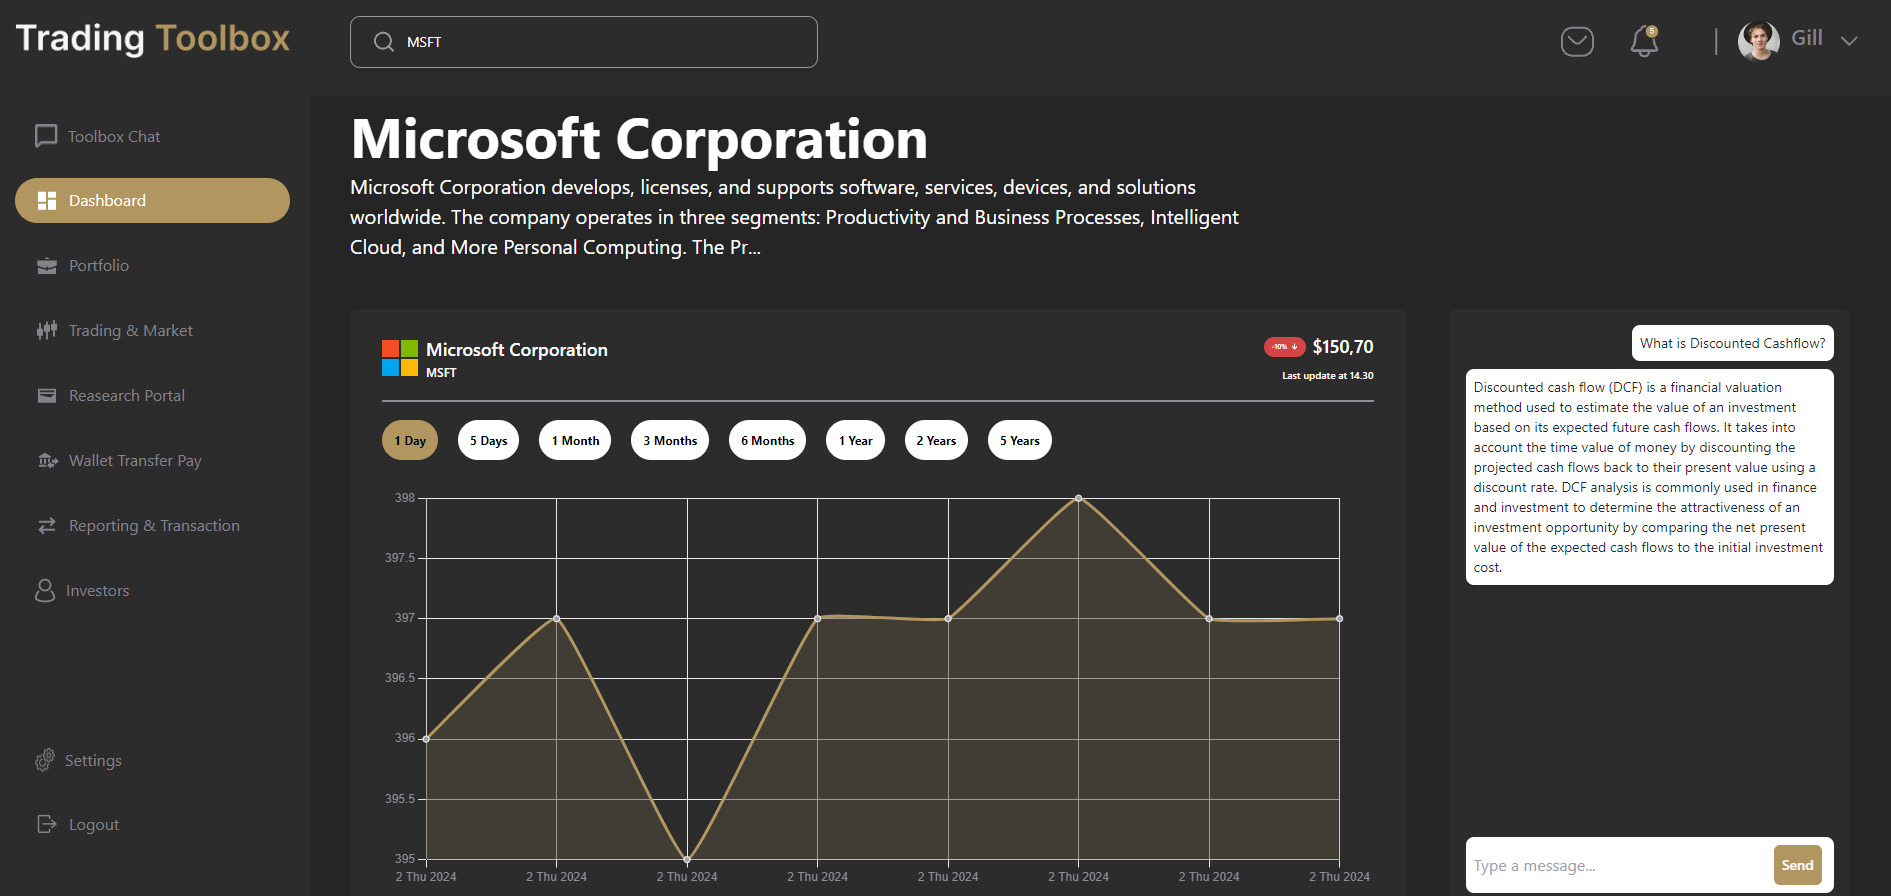 Trading Toolbox
MSFT
5
Gill
Toolbox Chat
Dashboard
Portfolio
Trading & Market
Reasearch Portal
Wallet Transfer Pay
Reporting & Transaction
Investors
Settings
Logout
Microsoft Corporation
Microsoft Corporation develops, licenses, and supports software, services, devices, and solutions
worldwide. The company operates in three segments: Productivity and Business Processes, Intelligent
Cloud, and More Personal Computing. The Pr...
Microsoft Corporation
MSFT
-10% ↓ $150,70
Last update at 14.30
1 Day 5 Days 1 Month 3 Months 6 Months 1 Year 2 Years 5 Years
398
397.5
397
396.5
396
395.5
395
2 Thu 2024 2 Thu 2024 2 Thu 2024 2 Thu 2024 2 Thu 2024 2 Thu 2024 2 Thu 2024 2 Thu 2024
What is Discounted Cashflow?
Discounted cash flow (DCF) is a financial valuation
method used to estimate the value of an investment
based on its expected future cash flows. It takes into
account the time value of money by discounting the
projected cash flows back to their present value using a
discount rate. DCF analysis is commonly used in finance
and investment to determine the attractiveness of an
investment opportunity by comparing the net present
value of the expected cash flows to the initial investment
cost.
Type a message...
Send